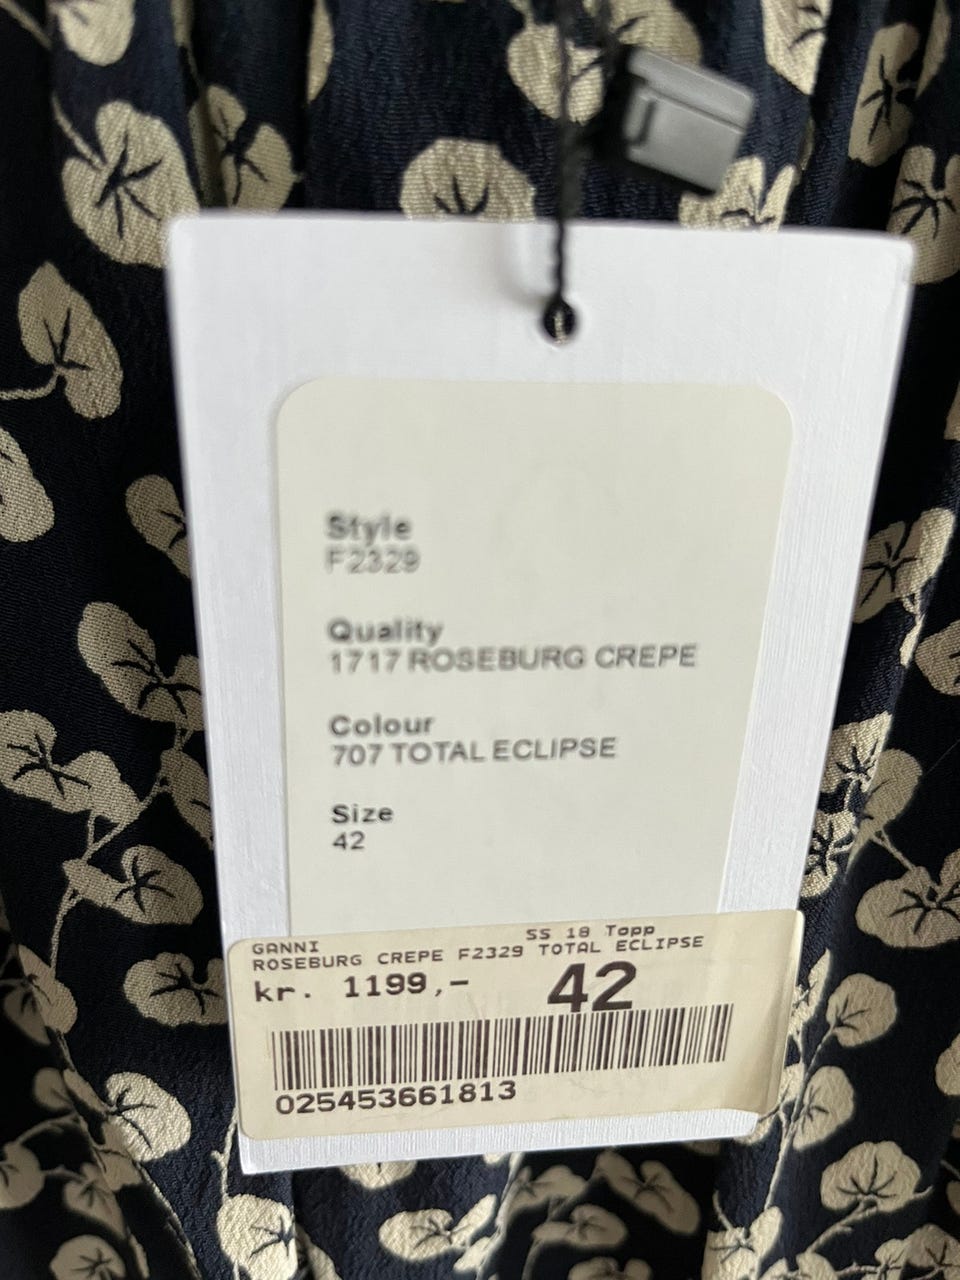 Style
F2329
Quality
1717 ROSEBURG CREPE
Colour
707 TOTAL ECLIPSE
Size
42
GANNI SS 18 Topp
ROSEBURG CREPE F2329 TOTAL ECLIPSE
kr. 1199,- 42
025453661813